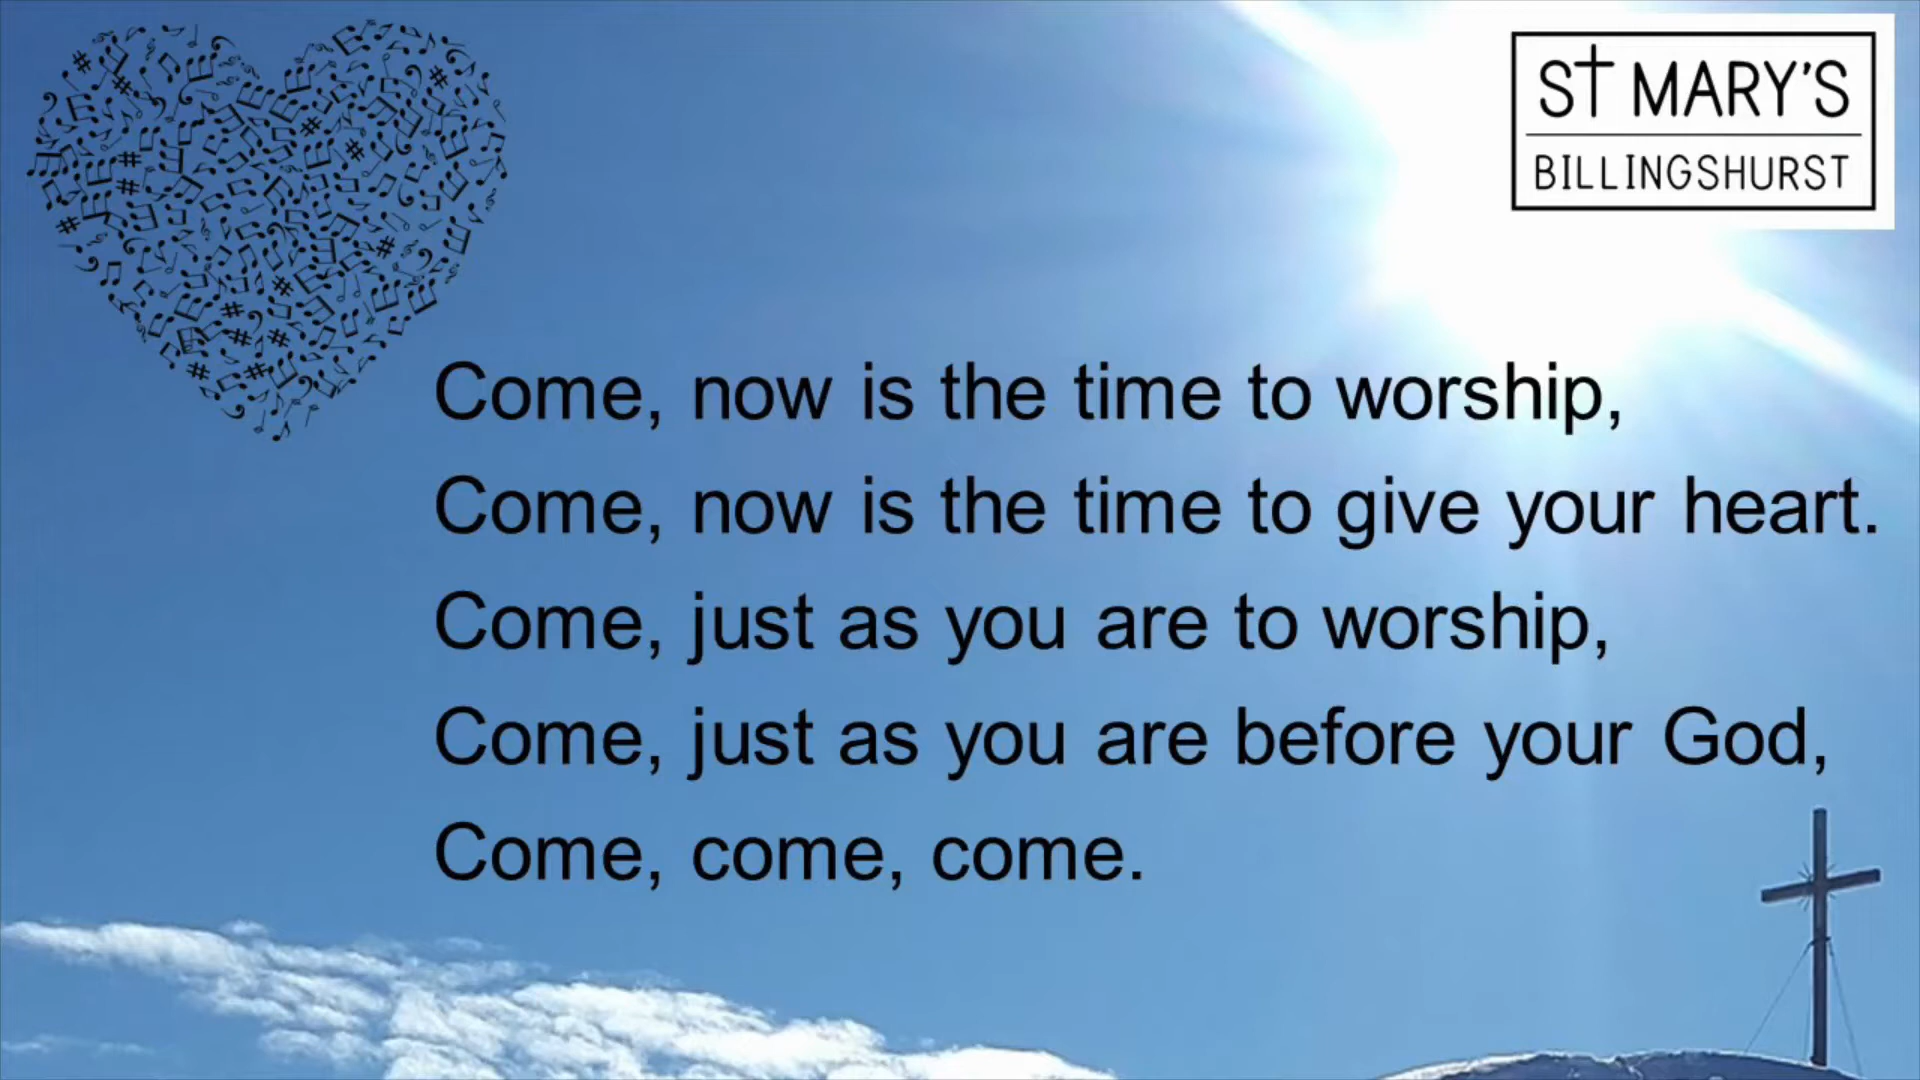 ST MARY'S
BILLINGSHURST
Come, now is the time to worship,
Come, now is the time to give your heart.
Come, just as you are to worship,
Come, just as you are before your God,
Come, come, come.